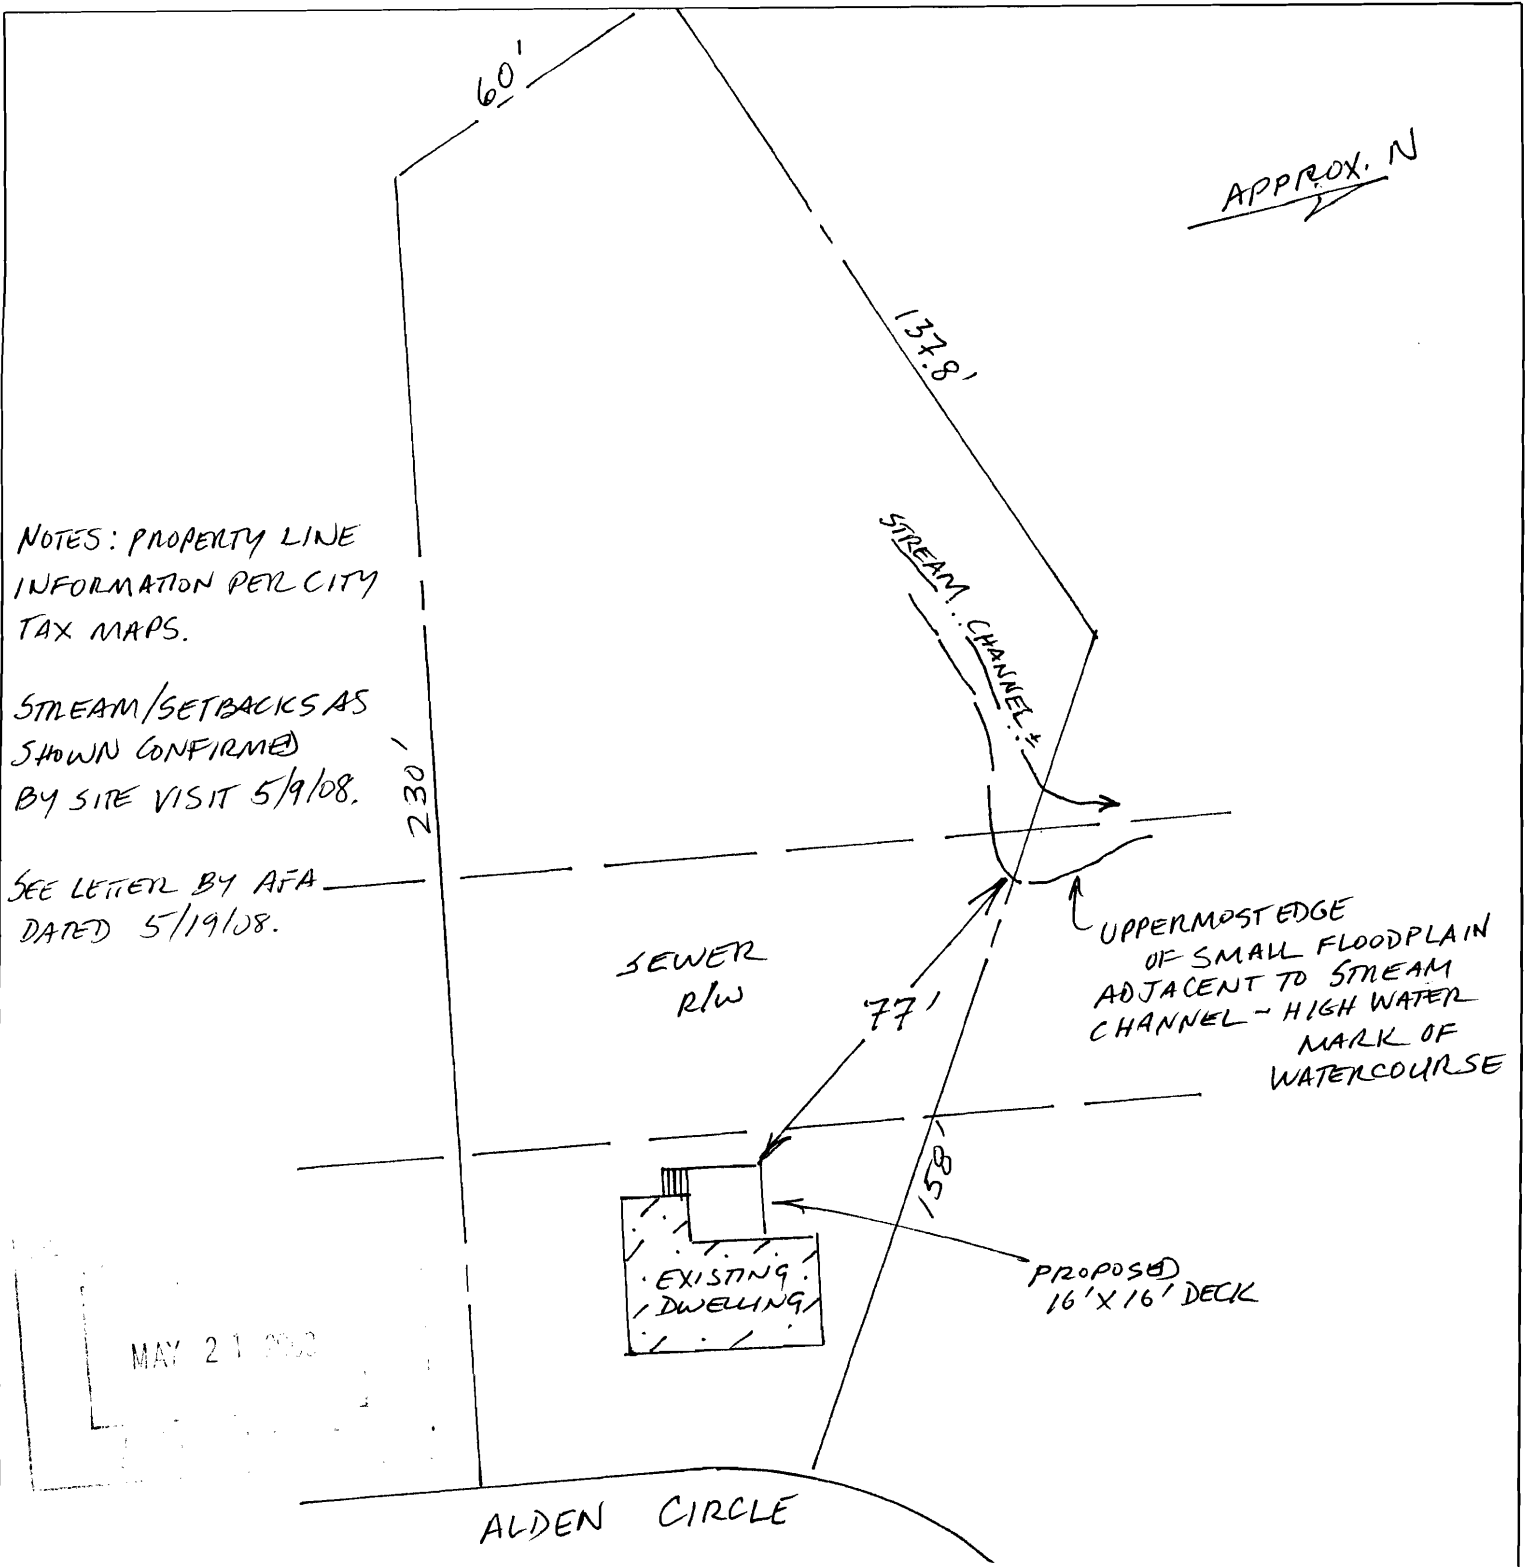 60'
APPROX. N
137.8'
NOTES: PROPERTY LINE
INFORMATION PER CITY
TAX MAPS.
STREAM CHANNEL ±
STREAM/SETBACKS AS
SHOWN CONFIRMED
BY SITE VISIT 5/9/08.
230'
SEE LETTER BY AFA
DATED 5/19/08.
SEWER
R/W
77'
UPPERMOST EDGE
OF SMALL FLOODPLAIN
ADJACENT TO STREAM
CHANNEL - HIGH WATER
MARK OF
WATERCOURSE
158'
EXISTING
DWELLING
PROPOSED
16' X 16' DECK
MAY 21
ALDEN CIRCLE